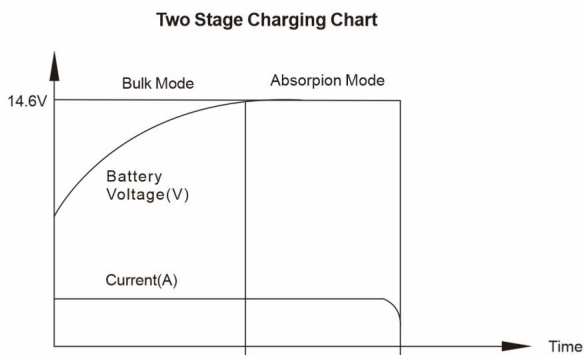 Two Stage Charging Chart
Bulk Mode
Absorpion Mode
14.6V
Battery
Voltage(V)
Current(A)
Time